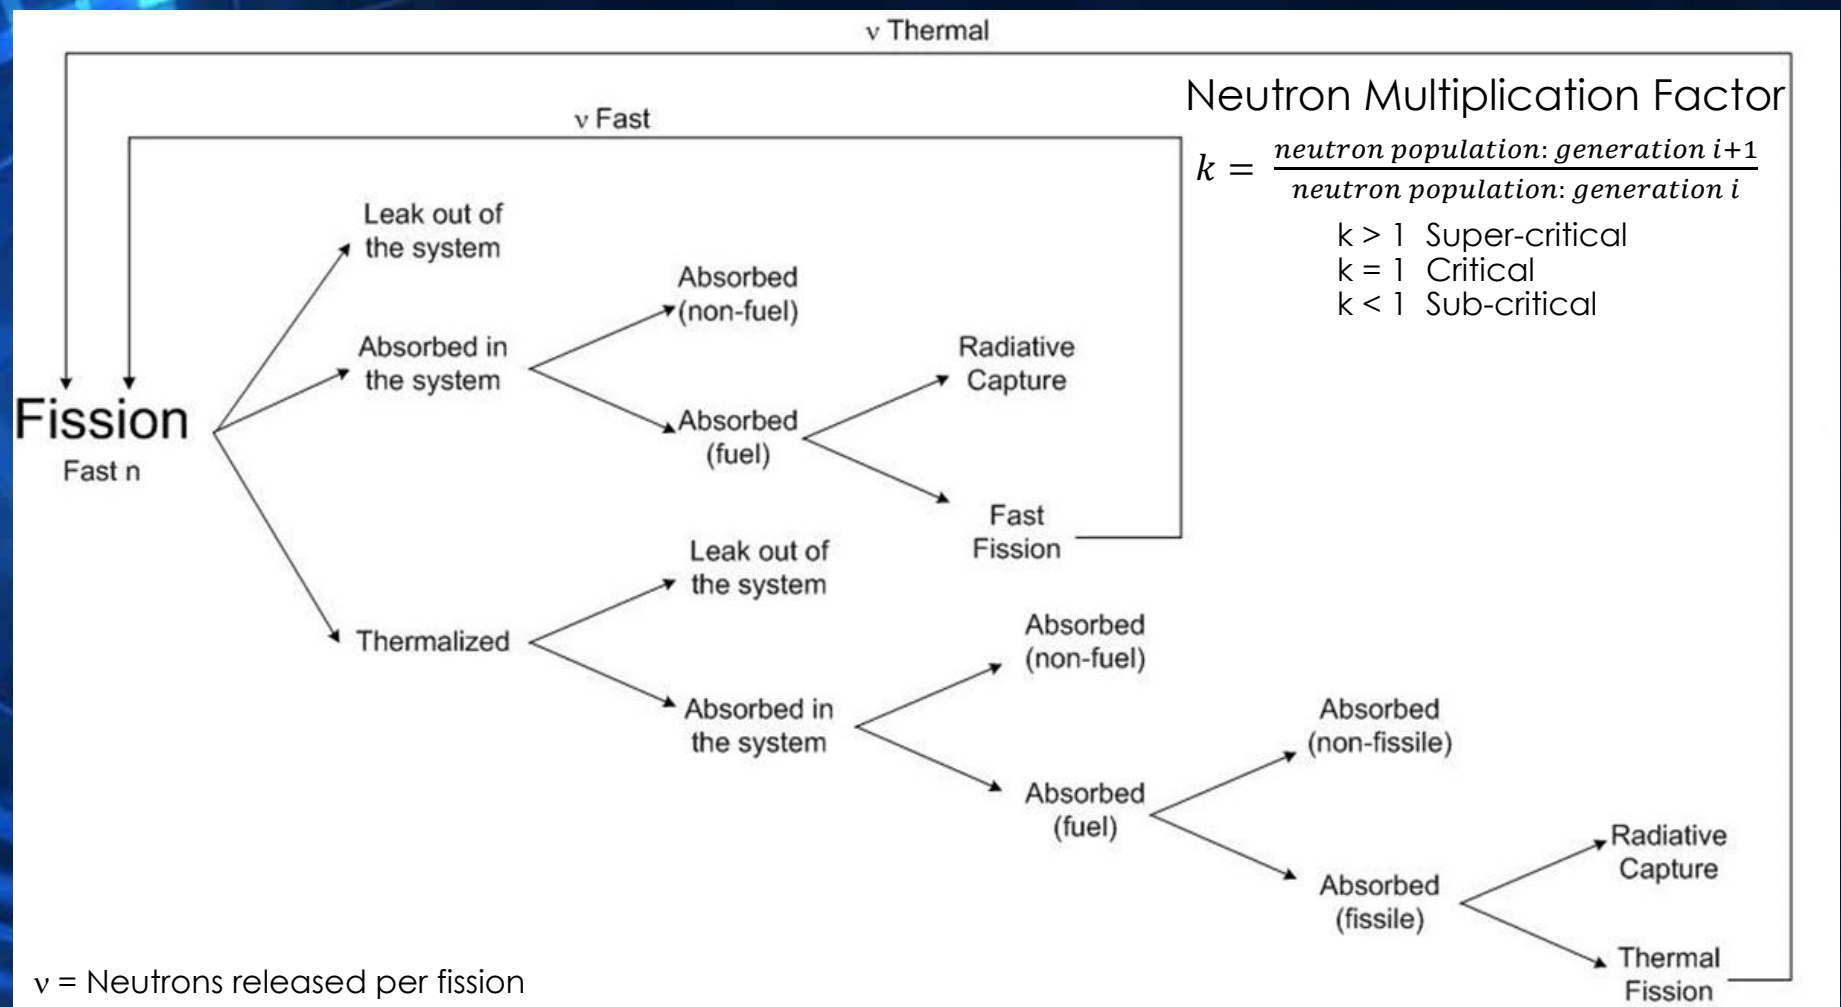 ν Thermal
Neutron Multiplication Factor
k = neutron population: generation i+1
neutron population: generation i
k > 1 Super-critical
k = 1 Critical
k < 1 Sub-critical
ν Fast
Leak out of
the system
Absorbed
(non-fuel)
Absorbed in
the system
Radiative
Capture
Fission
Fast n
Absorbed
(fuel)
Fast
Fission
Leak out of
the system
Thermalized
Absorbed
(non-fuel)
Absorbed in
the system
Absorbed
(non-fissile)
Absorbed
(fuel)
Radiative
Capture
Absorbed
(fissile)
Thermal
Fission
ν = Neutrons released per fission